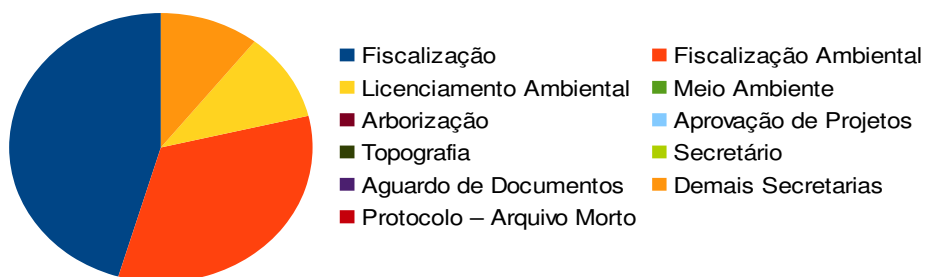 Fiscalização
Fiscalização Ambiental
Licenciamento Ambiental
Meio Ambiente
Arborização
Aprovação de Projetos
Topografia
Secretário
Aguardo de Documentos
Demais Secretarias
Protocolo – Arquivo Morto